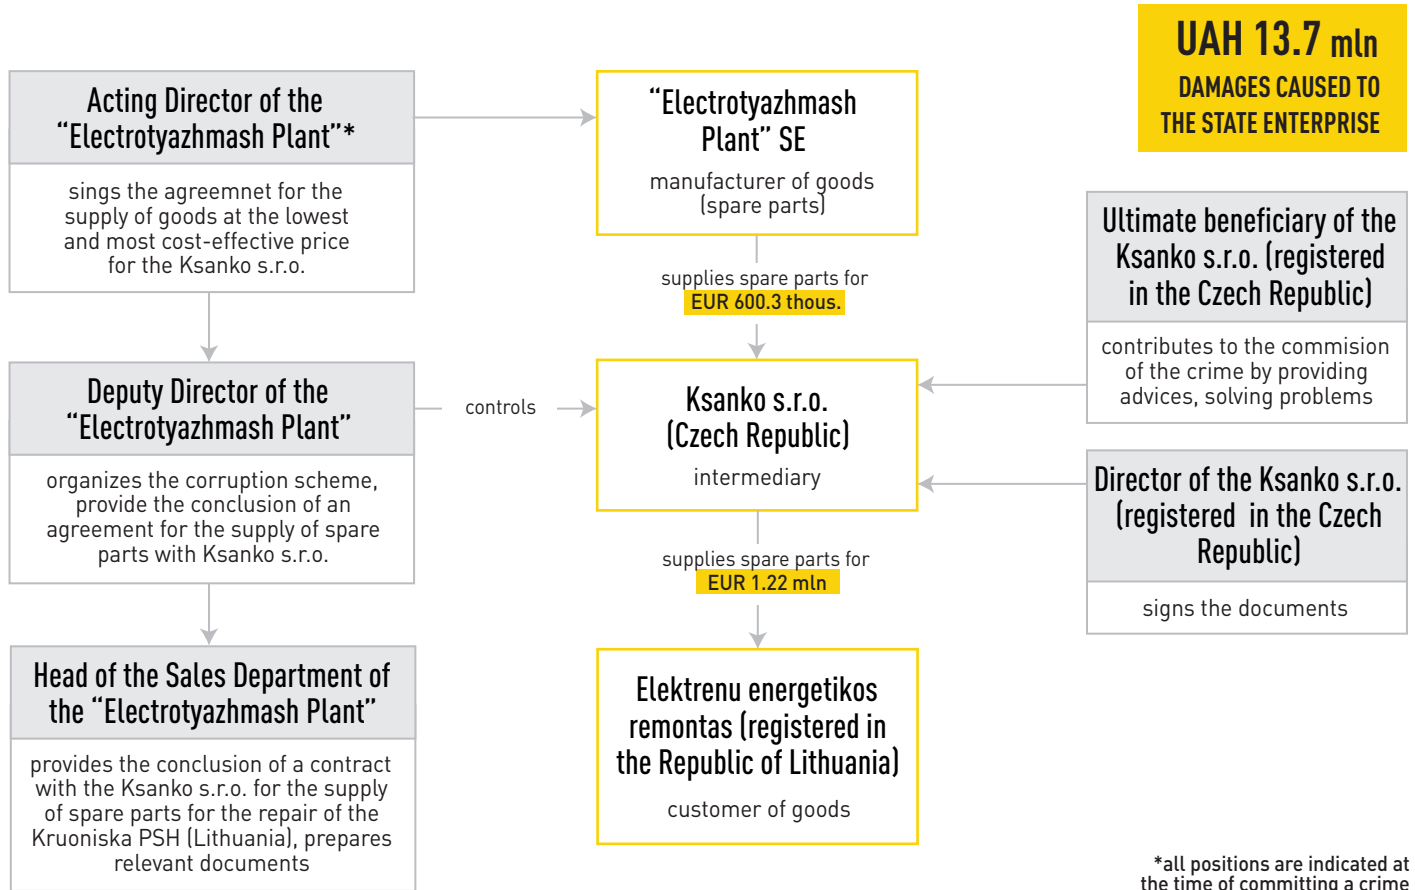 UAH 13.7 mln
DAMAGES CAUSED TO
THE STATE ENTERPRISE
Acting Director of the
“Electrotyazhmash Plant”*
sings the agreemnet for the
supply of goods at the lowest
and most cost-effective price
for the Ksanko s.r.o.
Deputy Director of the
“Electrotyazhmash Plant”
organizes the corruption scheme,
provide the conclusion of an
agreement for the supply of spare
parts with Ksanko s.r.o.
Head of the Sales Department of
the “Electrotyazhmash Plant”
provides the conclusion of a contract
with the Ksanko s.r.o. for the supply
of spare parts for the repair of the
Kruoniska PSH (Lithuania), prepares
relevant documents
controls
“Electrotyazhmash
Plant” SE
manufacturer of goods
(spare parts)
supplies spare parts for
EUR 600.3 thous.
Ksanko s.r.o.
(Czech Republic)
intermediary
supplies spare parts for
EUR 1.22 mln
Elektrenu energetikos
remontas (registered in
the Republic of Lithuania)
customer of goods
Ultimate beneficiary of the
Ksanko s.r.o. (registered
in the Czech Republic)
contributes to the commision
of the crime by providing
advices, solving problems
Director of the Ksanko s.r.o.
(registered in the Czech
Republic)
signs the documents
*all positions are indicated at
the time of committing a crime